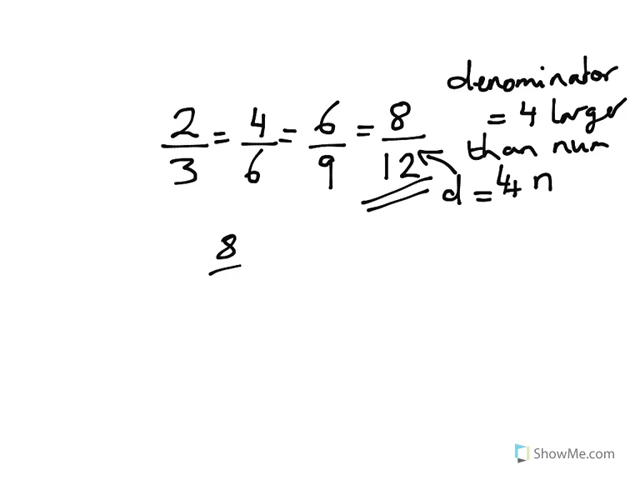 denominator
= 4 larger
than num
2/3 = 4/6 = 6/9 = 8/12
d = 4 n
8
ShowMe.com